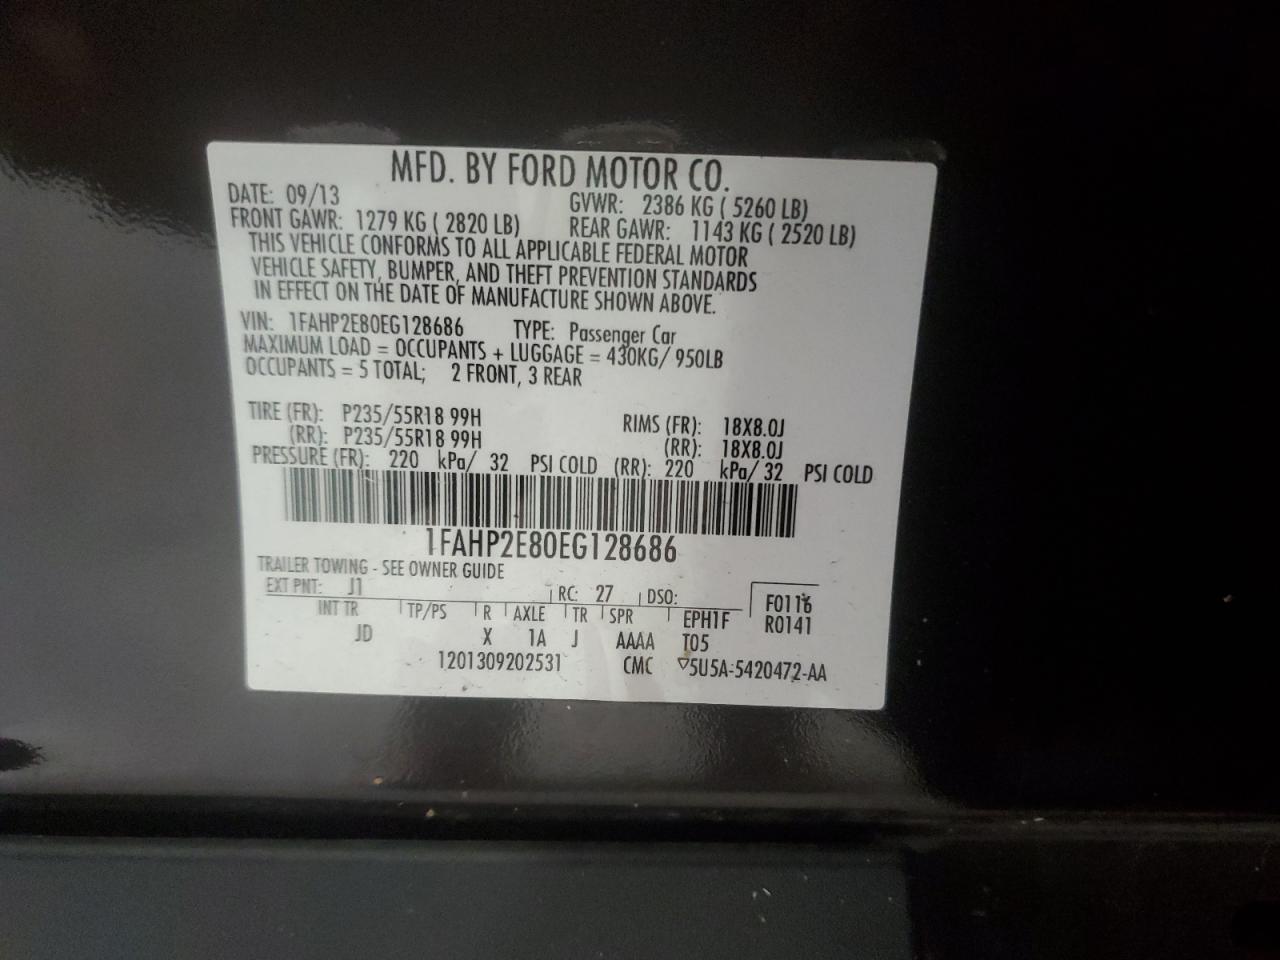 MFD. BY FORD MOTOR CO.
DATE: 09/13 GVWR: 2386 KG ( 5260 LB)
FRONT GAWR: 1279 KG ( 2820 LB) REAR GAWR: 1143 KG ( 2520 LB)
THIS VEHICLE CONFORMS TO ALL APPLICABLE FEDERAL MOTOR
VEHICLE SAFETY, BUMPER, AND THEFT PREVENTION STANDARDS
IN EFFECT ON THE DATE OF MANUFACTURE SHOWN ABOVE.
VIN: 1FAHP2E80EG128686 TYPE: Passenger Car
MAXIMUM LOAD = OCCUPANTS + LUGGAGE = 430KG/ 950LB
OCCUPANTS = 5 TOTAL; 2 FRONT, 3 REAR
TIRE (FR): P235/55R18 99H RIMS (FR): 18X8.0J
(RR): P235/55R18 99H (RR): 18X8.0J
PRESSURE (FR): 220 kPa/ 32 PSI COLD (RR): 220 kPa/ 32 PSI COLD
1FAHP2E80EG128686
TRAILER TOWING - SEE OWNER GUIDE
EXT PNT: J1 RC: 27 DSO: F0116
INT TR TP/PS R AXLE TR SPR EPH1F R0141
JD X 1A J AAAA T05
1201309202531 CMC ▽5U5A-5420472-AA